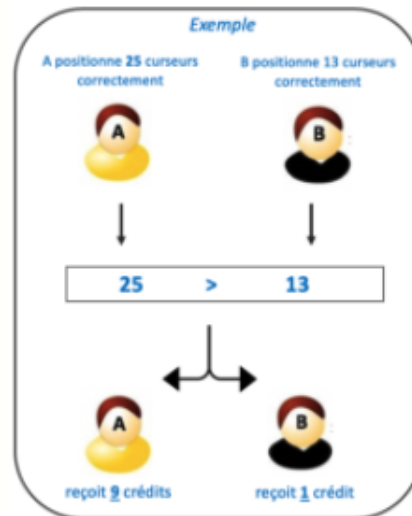 Exemple
A positionne 25 curseurs correctement
B positionne 13 curseurs correctement
A
B
25 > 13
A
B
reçoit 9 crédits
reçoit 1 crédit